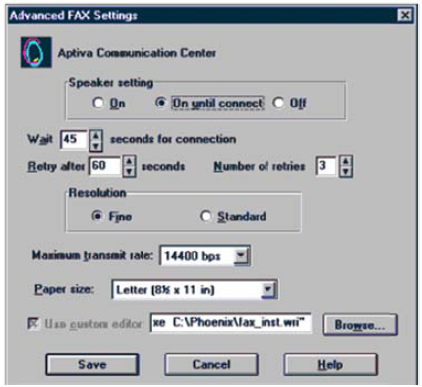 Advanced FAX Settings
Aptiva Communication Center
Speaker setting
On On until connect Off
Wait 45 seconds for connection
Retry after 60 seconds Number of retries 3
Resolution
Fine Standard
Maximum transmit rate: 14400 bps
Paper size: Letter (8½ x 11 in)
Use custom editor xe C:\Phoenix\fax_inst.wri" Browse...
Save Cancel Help